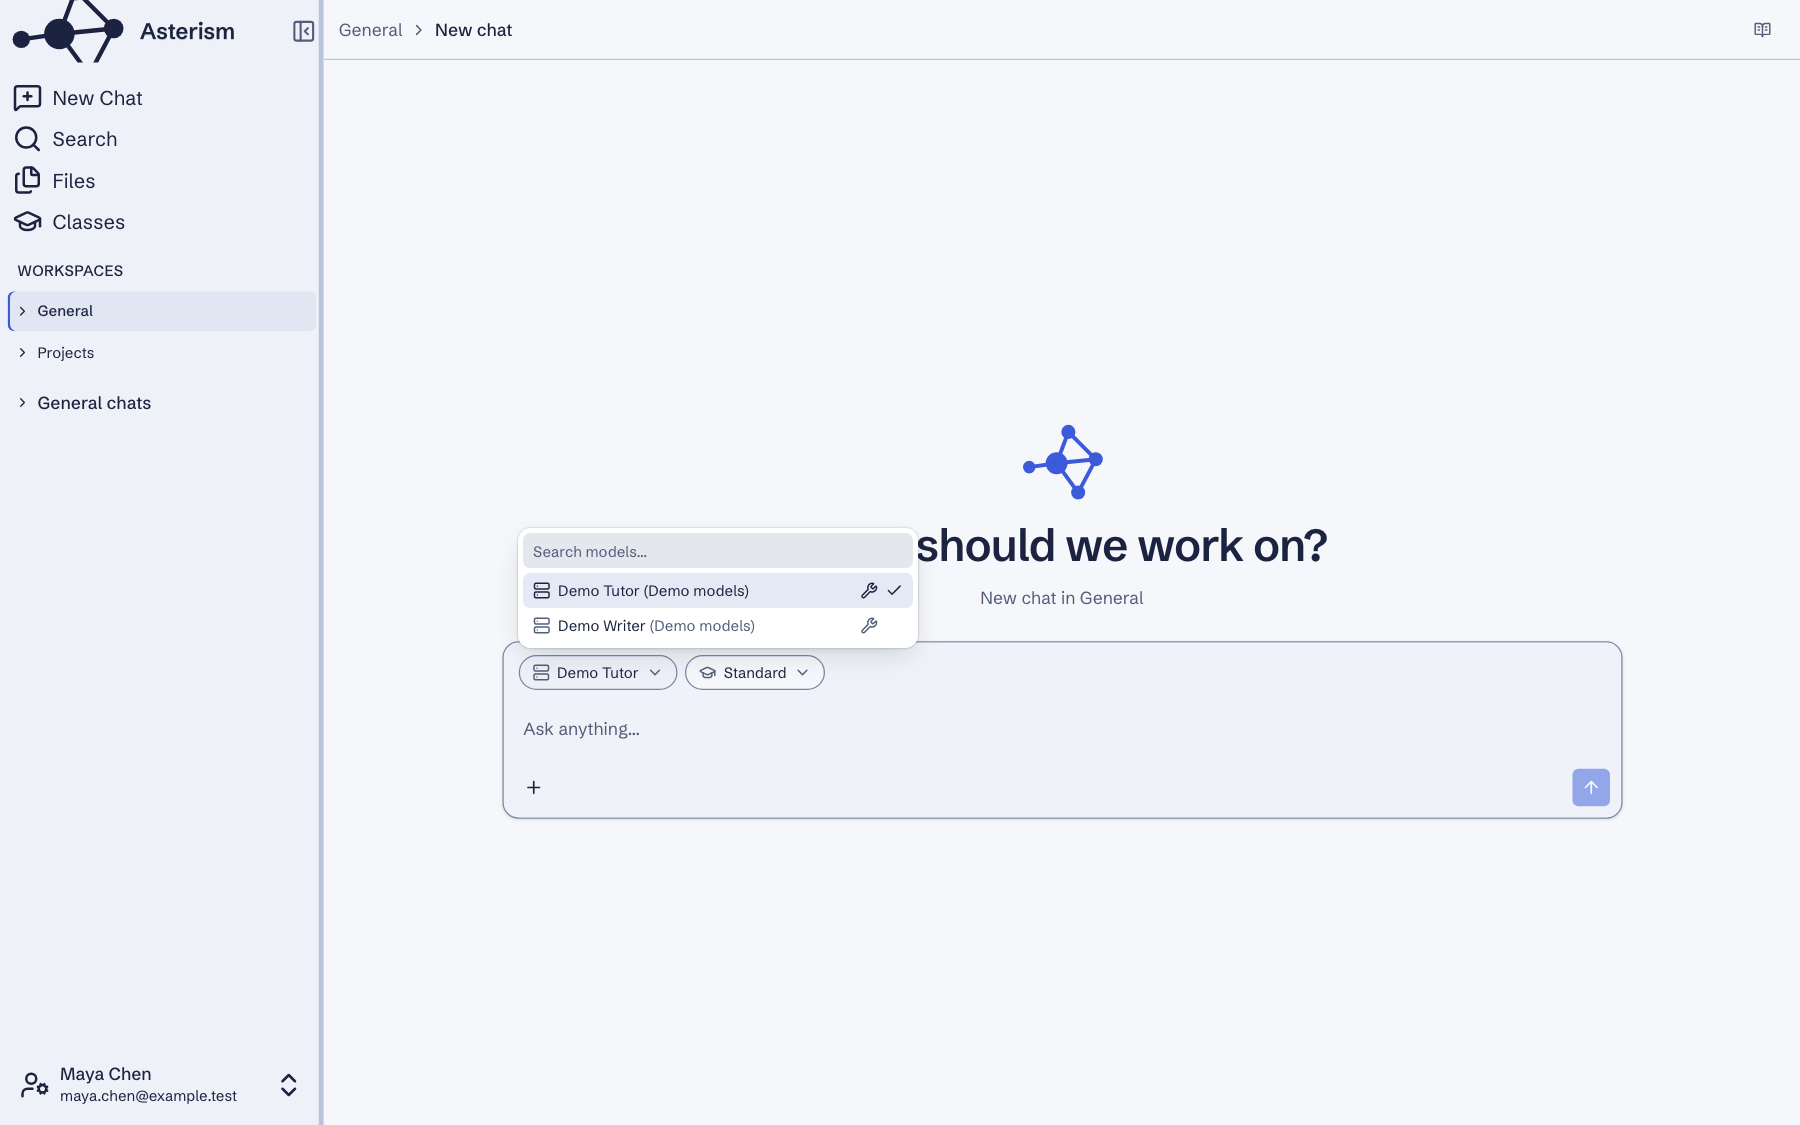 Asterism
New Chat
Search
Files
Classes
WORKSPACES
General
Projects
General chats
Maya Chen
maya.chen@example.test
General > New chat
should we work on?
New chat in General
Search models...
Demo Tutor (Demo models)
Demo Writer (Demo models)
Demo Tutor
Standard
Ask anything...